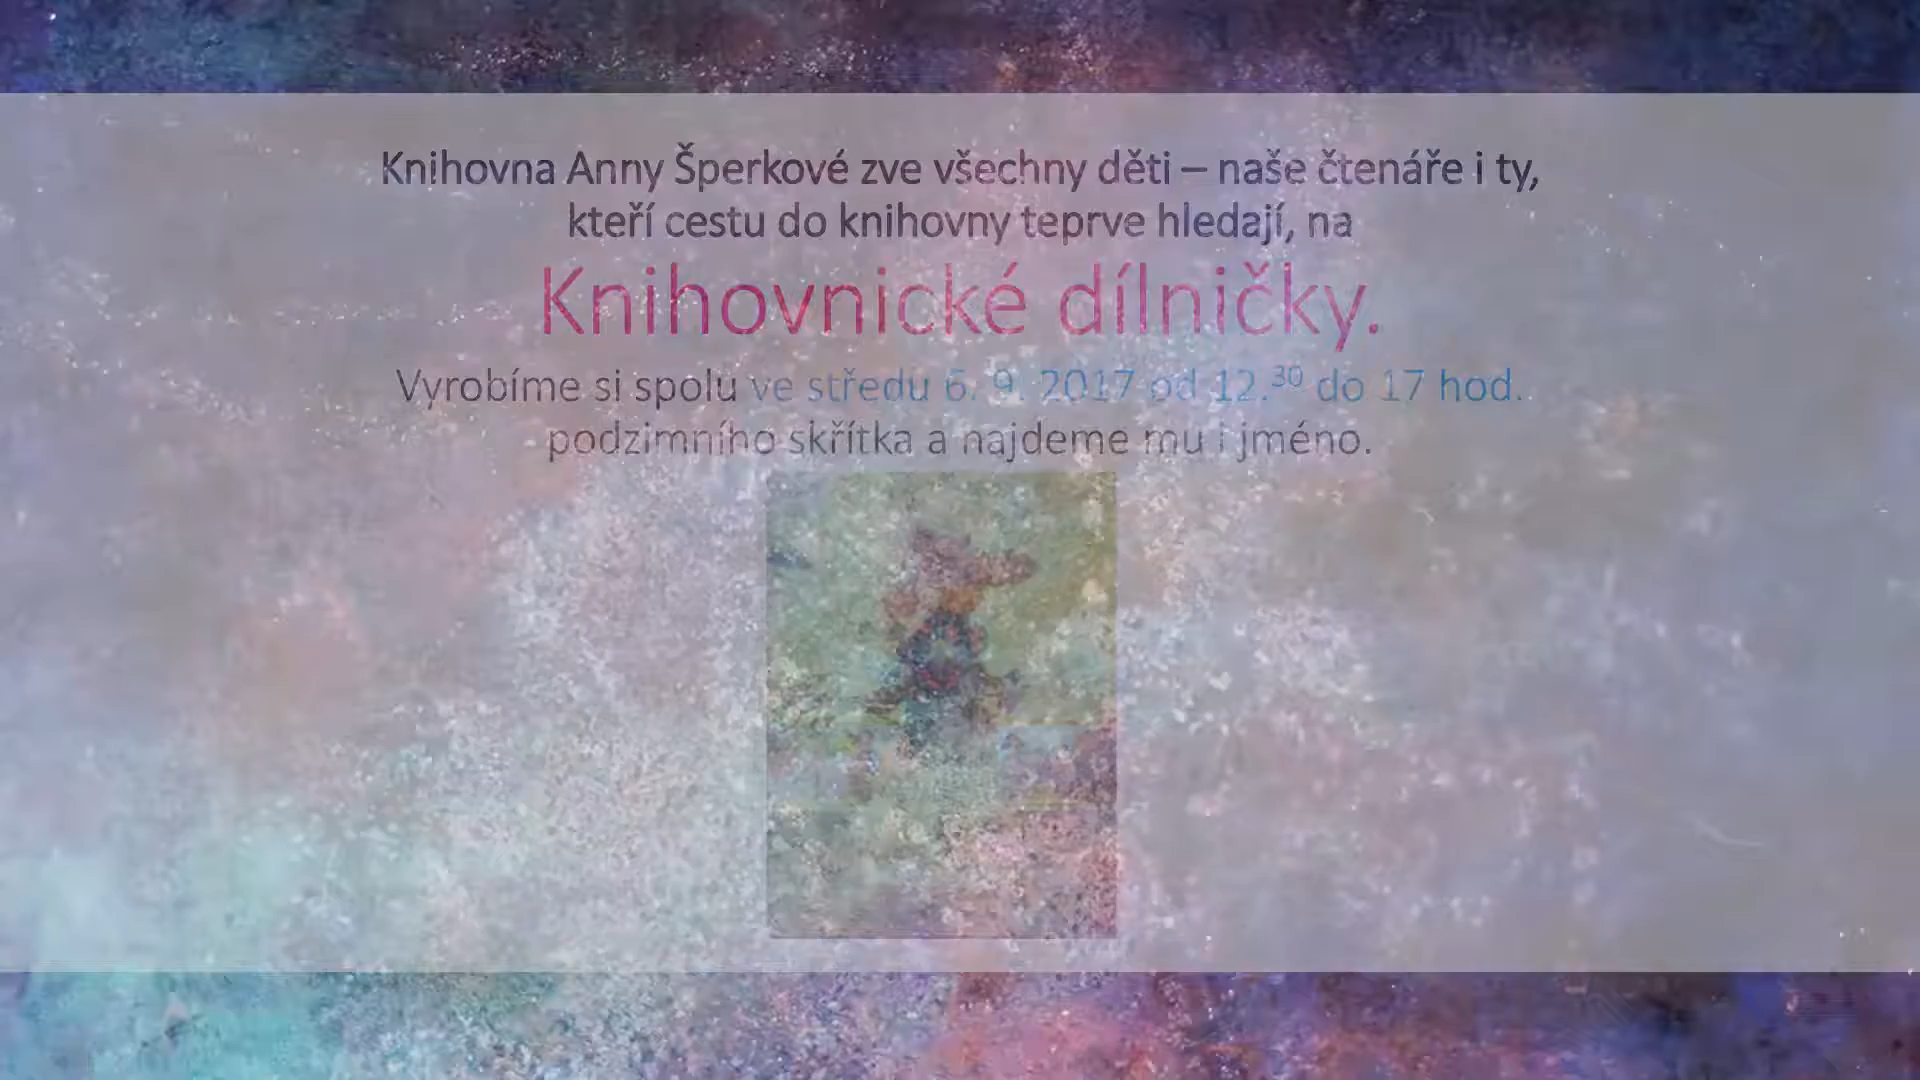 Knihovna Anny Šperkové zve všechny děti – naše čtenáře i ty,
kteří cestu do knihovny teprve hledají, na
Knihovnické dílničky.
Vyrobíme si spolu ve středu 6. 9. 2017 od 12.³⁰ do 17 hod.
podzimního skřítka a najdeme mu i jméno.